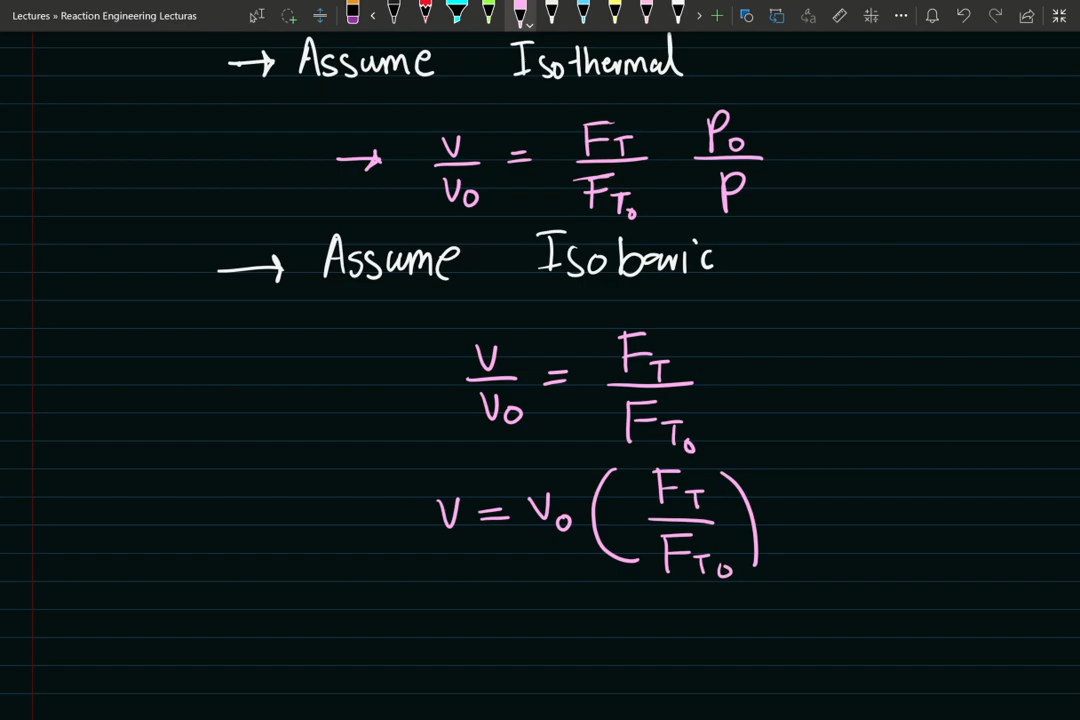 Lectures » Reaction Engineering Lecturas
→ Assume Isothermal
→ v/v0 = FT/FT0 P0/P
→ Assume Isobaric
v/v0 = FT/FT0
v = v0 (FT/FT0)